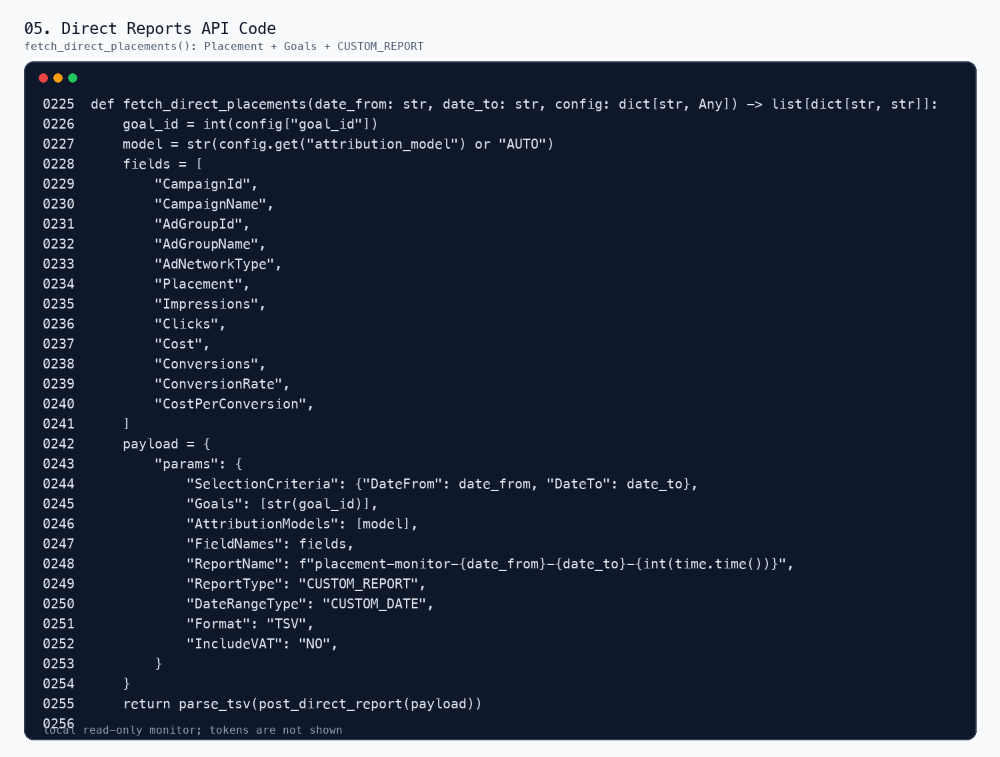 05. Direct Reports API Code
fetch_direct_placements(): Placement + Goals + CUSTOM_REPORT
0225  def fetch_direct_placements(date_from: str, date_to: str, config: dict[str, Any]) -> list[dict[str, str]]:
0226      goal_id = int(config["goal_id"])
0227      model = str(config.get("attribution_model") or "AUTO")
0228      fields = [
0229          "CampaignId",
0230          "CampaignName",
0231          "AdGroupId",
0232          "AdGroupName",
0233          "AdNetworkType",
0234          "Placement",
0235          "Impressions",
0236          "Clicks",
0237          "Cost",
0238          "Conversions",
0239          "ConversionRate",
0240          "CostPerConversion",
0241      ]
0242      payload = {
0243          "params": {
0244              "SelectionCriteria": {"DateFrom": date_from, "DateTo": date_to},
0245              "Goals": [str(goal_id)],
0246              "AttributionModels": [model],
0247              "FieldNames": fields,
0248              "ReportName": f"placement-monitor-{date_from}-{date_to}-{int(time.time())}",
0249              "ReportType": "CUSTOM_REPORT",
0250              "DateRangeType": "CUSTOM_DATE",
0251              "Format": "TSV",
0252              "IncludeVAT": "NO",
0253          }
0254      }
0255      return parse_tsv(post_direct_report(payload))
0256
local read-only monitor; tokens are not shown